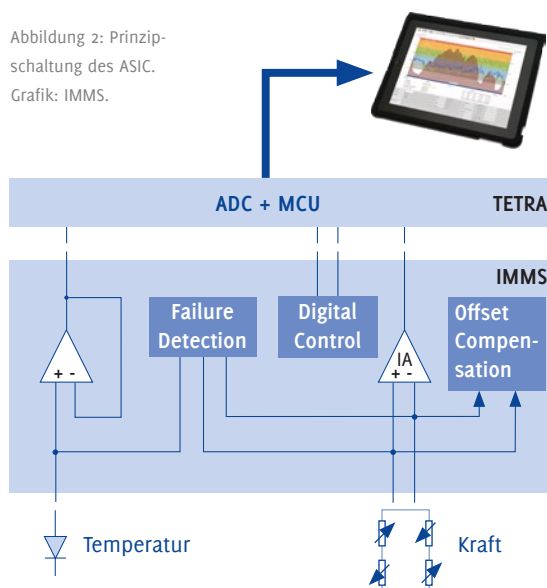 Abbildung 2: Prinzip-
schaltung des ASIC.
Grafik: IMMS.
ADC + MCU
TETRA
IMMS
Failure
Detection
Digital
Control
IA
+ -
+ -
Offset
Compen-
sation
Temperatur
Kraft